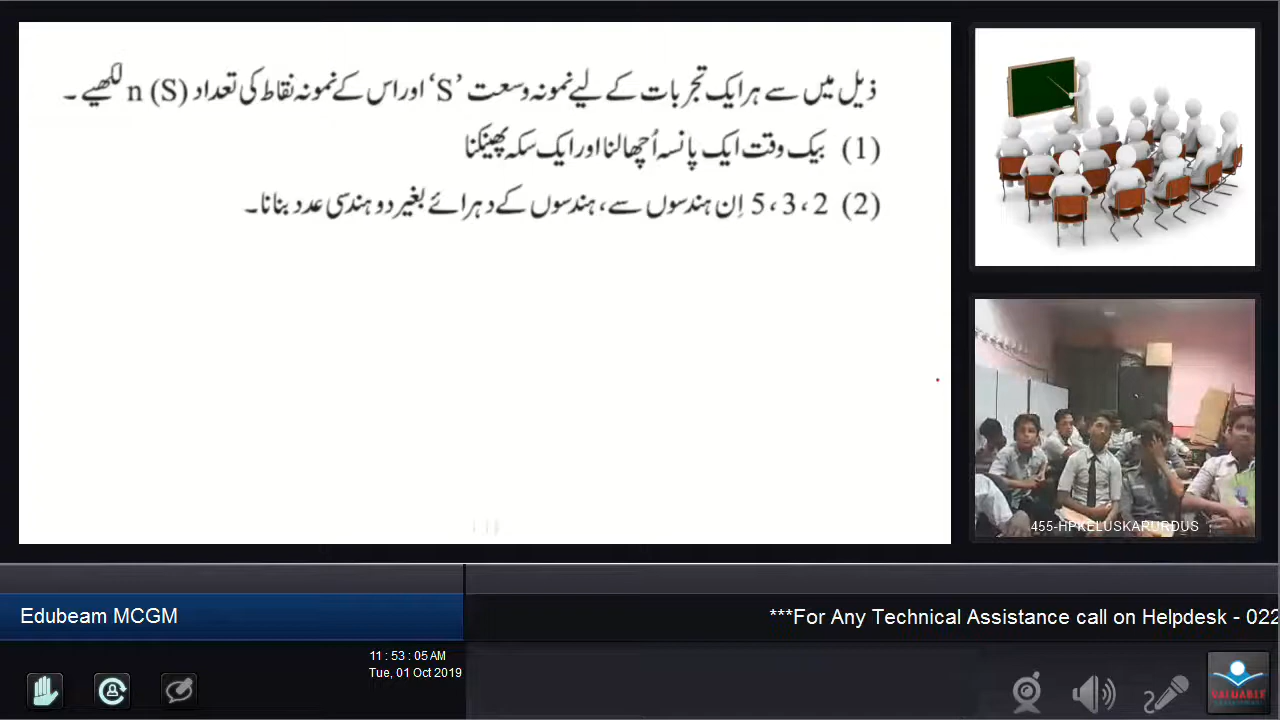 ذیل میں سے ہر ایک تجربات کے لیے نمونہ وسعت ’S‘ اور اس کے نمونہ نقاط کی تعداد n (S) لکھیے ۔
(1) بیک وقت ایک پانسہ اُچھالنا اور ایک سکہ پھینکنا
(2) 2 ، 3 ، 5 اِن ہندسوں سے، ہندسوں کے دہرائے بغیر دو ہندسی عدد بنانا ۔
455-HPKELUSKARURDUS
Edubeam MCGM
***For Any Technical Assistance call on Helpdesk - 022
11 : 53 : 05 AM
Tue, 01 Oct 2019
VALUABLE